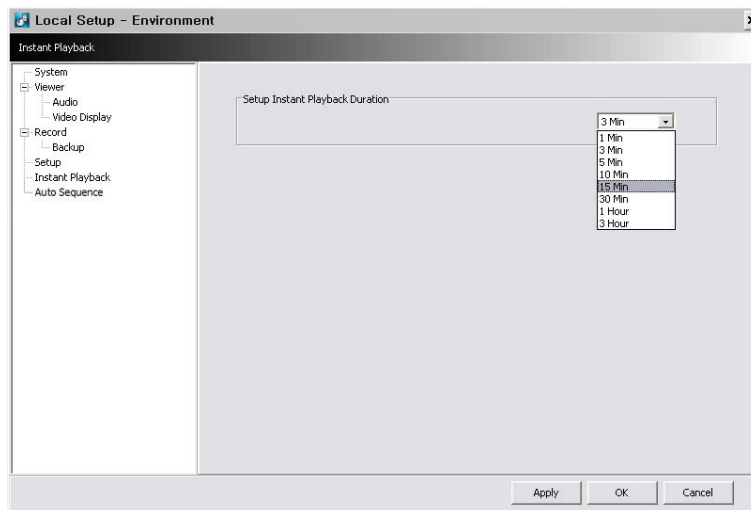 Local Setup - Environment
Instant Playback
System
Viewer
Audio
Video Display
Record
Backup
Setup
Instant Playback
Auto Sequence
Setup Instant Playback Duration
3 Min
1 Min
3 Min
5 Min
10 Min
15 Min
30 Min
1 Hour
3 Hour
Apply
OK
Cancel